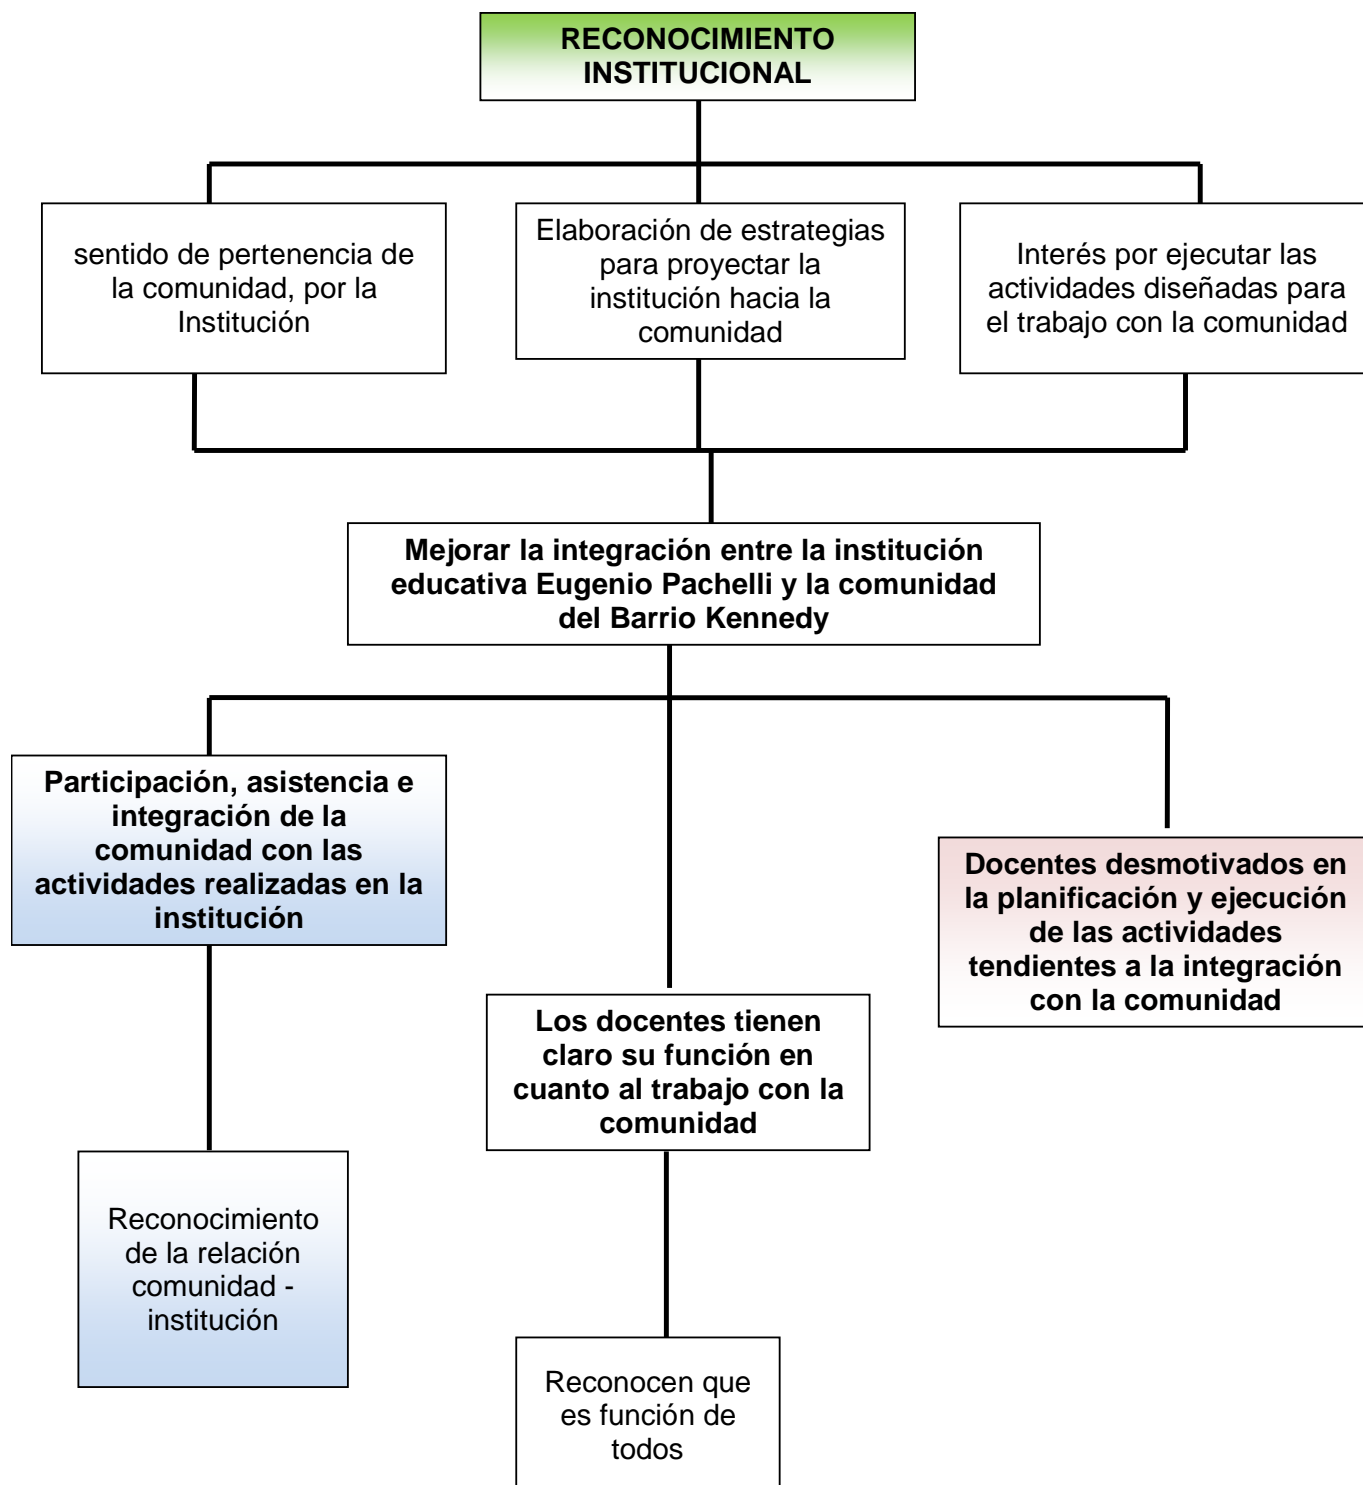 RECONOCIMIENTO
INSTITUCIONAL
sentido de pertenencia de
la comunidad, por la
Institución
Elaboración de estrategias
para proyectar la
institución hacia la
comunidad
Interés por ejecutar las
actividades diseñadas para
el trabajo con la comunidad
Mejorar la integración entre la institución
educativa Eugenio Pachelli y la comunidad
del Barrio Kennedy
Participación, asistencia e
integración de la
comunidad con las
actividades realizadas en la
institución
Docentes desmotivados en
la planificación y ejecución
de las actividades
tendientes a la integración
con la comunidad
Los docentes tienen
claro su función en
cuanto al trabajo con la
comunidad
Reconocimiento
de la relación
comunidad -
institución
Reconocen que
es función de
todos